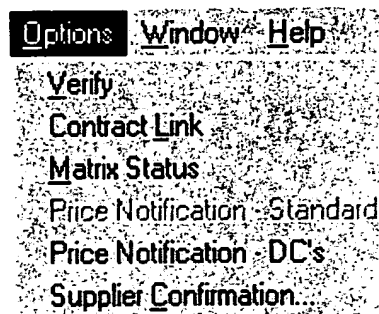 Options Window Help
Verify
Contract Link
Matrix Status
Price Notification - Standard
Price Notification - DC's
Supplier Confirmation...